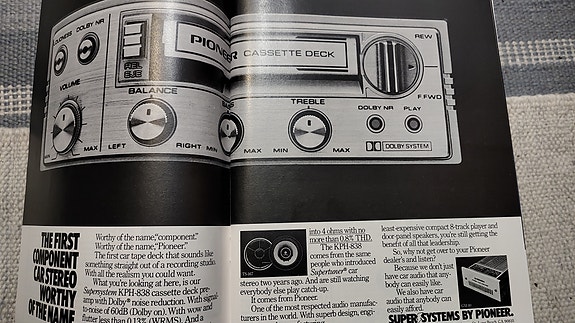 LOUDNESS DOLBY NR
PIONEER CASSETTE DECK
REW
F FWD
VOLUME
BALANCE
TREBLE
DOLBY NR PLAY
MAX LEFT RIGHT MIN MAX MIN MAX
DOLBY SYSTEM
THE FIRST
COMPONENT
CAR STEREO
WORTHY
OF THE NAME
Worthy of the name,"component."
Worthy of the name,"Pioneer."
The first car tape deck that sounds like
something straight out of a recording studio.
With all the realism you could want.
What you're looking at, is our
Supersystem KPH-838 cassette deck pre-
amp with Dolby® noise reduction. With signal-
to-noise of 60dB (Dolby on). With wow and
flutter less than 0.13% (WRMS). And a
into 4 ohms with no
more than 0.8% THD.
The KPH-838
comes from the same
people who introduced
Supertuner® car
stereo two years ago. And are still watching
everybody else play catch-up.
It comes from Pioneer.
One of the most respected audio manufac-
turers in the world. With superb design, engi-
least-expensive compact 8-track player and
door-panel speakers, you're still getting the
benefit of all that leadership.
So, why not get over to your Pioneer
dealer's and listen?
Because we don't just
have car audio that any-
body can easily like.
We also have
car audio that
anybody can easily
afford.
SUPER SYSTEMS BY PIONEER.